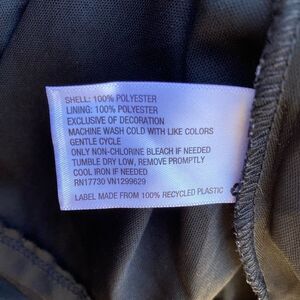 SHELL: 100% POLYESTER
LINING: 100% POLYESTER
EXCLUSIVE OF DECORATION
MACHINE WASH COLD WITH LIKE COLORS
GENTLE CYCLE
ONLY NON-CHLORINE BLEACH IF NEEDED
TUMBLE DRY LOW, REMOVE PROMPTLY
COOL IRON IF NEEDED
RN17730 VN1299629
LABEL MADE FROM 100% RECYCLED PLASTIC